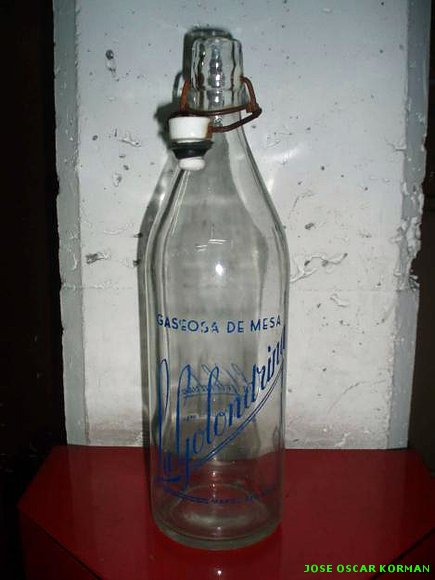 GASEOSA DE MESA
La Golondrina
JOSE OSCAR KORMAN